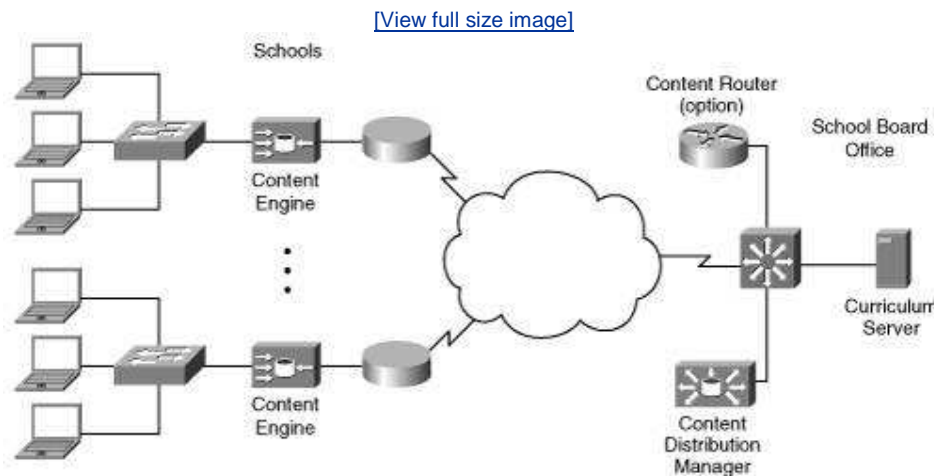 [View full size image]
Schools
Content Router
(option)
School Board
Office
Content
Engine
Curriculum
Server
Content
Engine
Content
Distribution
Manager